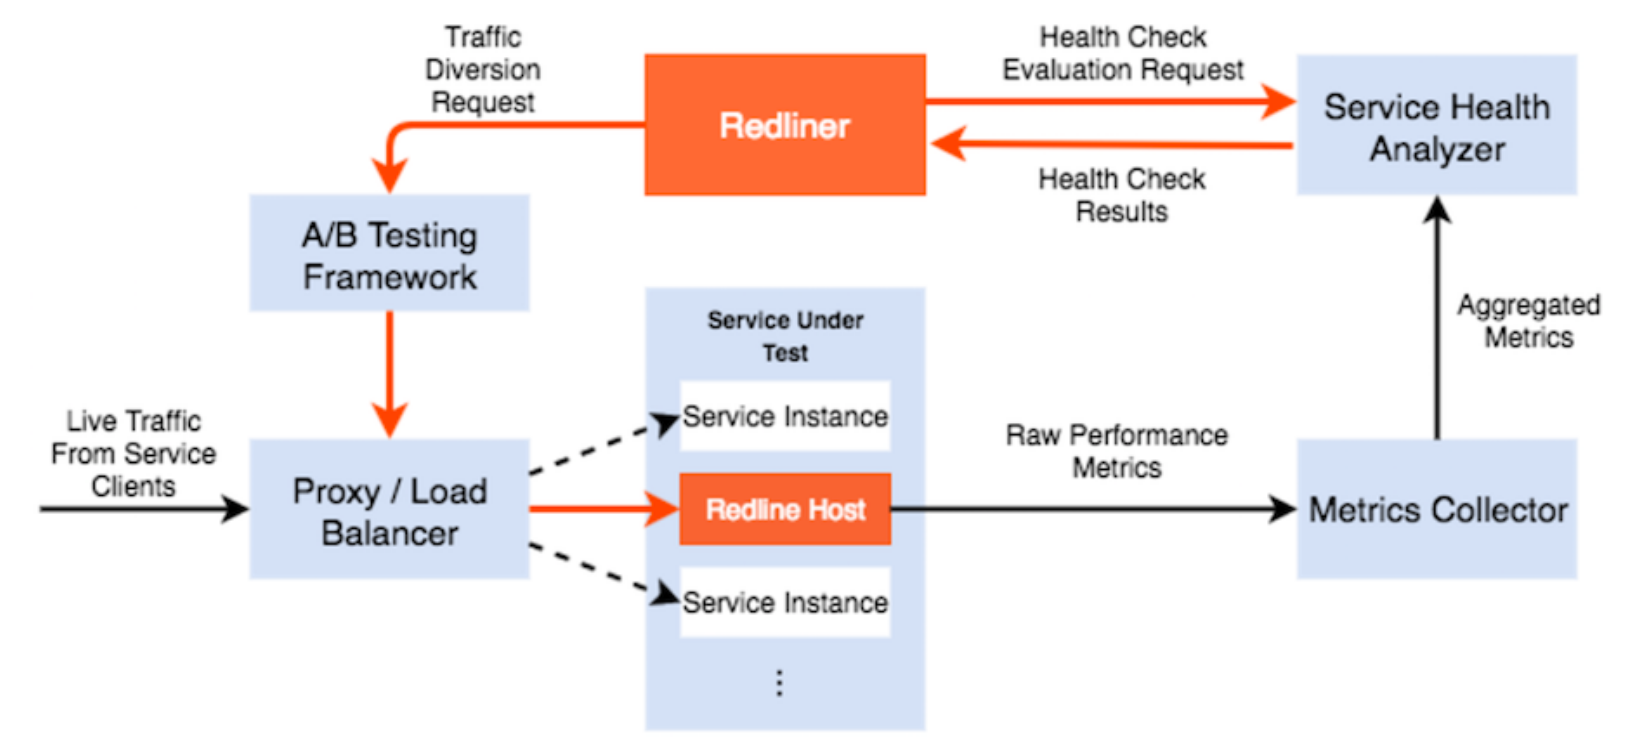 Traffic
Diversion
Request
Redliner
Health Check
Evaluation Request
Health Check
Results
Service Health
Analyzer
A/B Testing
Framework
Aggregated
Metrics
Live Traffic
From Service
Clients
Proxy / Load
Balancer
Service Under
Test
Service Instance
Redline Host
Service Instance
⋮
Raw Performance
Metrics
Metrics Collector